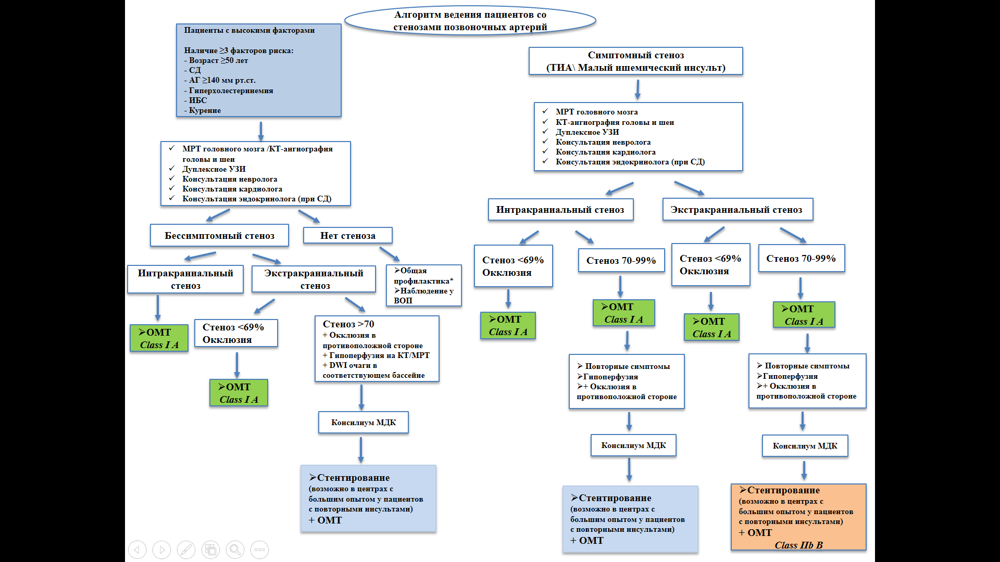 Алгоритм ведения пациентов со
стенозами позвоночных артерий
Пациенты с высокими факторами
Наличие ≥3 факторов риска:
- Возраст ≥50 лет
- СД
- АГ ≥140 мм рт.ст.
- Гиперхолестеринемия
- ИБС
- Курение
✓ МРТ головного мозга /КТ-ангиография
головы и шеи
✓ Дуплексное УЗИ
✓ Консультация невролога
✓ Консультация кардиолога
✓ Консультация эндокринолога (при СД)
Бессимптомный стеноз
Нет стеноза
Интракраниальный
стеноз
Экстракраниальный
стеноз
➢Общая
профилактика*
➢Наблюдение у
ВОП
➢ОМТ
Class I A
Стеноз <69%
Окклюзия
➢ОМТ
Class I A
Стеноз >70
+ Окклюзия в
противоположной стороне
+ Гипоперфузия на КТ/МРТ
+ DWI очаги в
соответствующем бассейне
Консилиум МДК
➢Стентирование
(возможно в центрах с
большим опытом у пациентов
с повторными инсультами)
+ ОМТ
Симптомный стеноз
(ТИА\ Малый ишемический инсульт)
✓ МРТ головного мозга
✓ КТ-ангиография головы и шеи
✓ Дуплексное УЗИ
✓ Консультация невролога
✓ Консультация кардиолога
✓ Консультация эндокринолога (при СД)
Интракраниальный стеноз
Экстракраниальный стеноз
Стеноз <69%
Окклюзия
➢ОМТ
Class I A
Стеноз 70-99%
➢ОМТ
Class I A
➢ Повторные симптомы
➢Гипоперфузия
➢+ Окклюзия в
противоположной стороне
Консилиум МДК
➢Стентирование
(возможно в центрах с
большим опытом у пациентов
с повторными инсультами)
+ ОМТ
Стеноз <69%
Окклюзия
➢ОМТ
Class I A
Стеноз 70-99%
➢ОМТ
Class I A
➢ Повторные симптомы
➢Гипоперфузия
➢+ Окклюзия в
противоположной стороне
Консилиум МДК
➢Стентирование
(возможно в центрах с
большим опытом у пациентов
с повторными инсультами)
+ ОМТ
Class IIb B